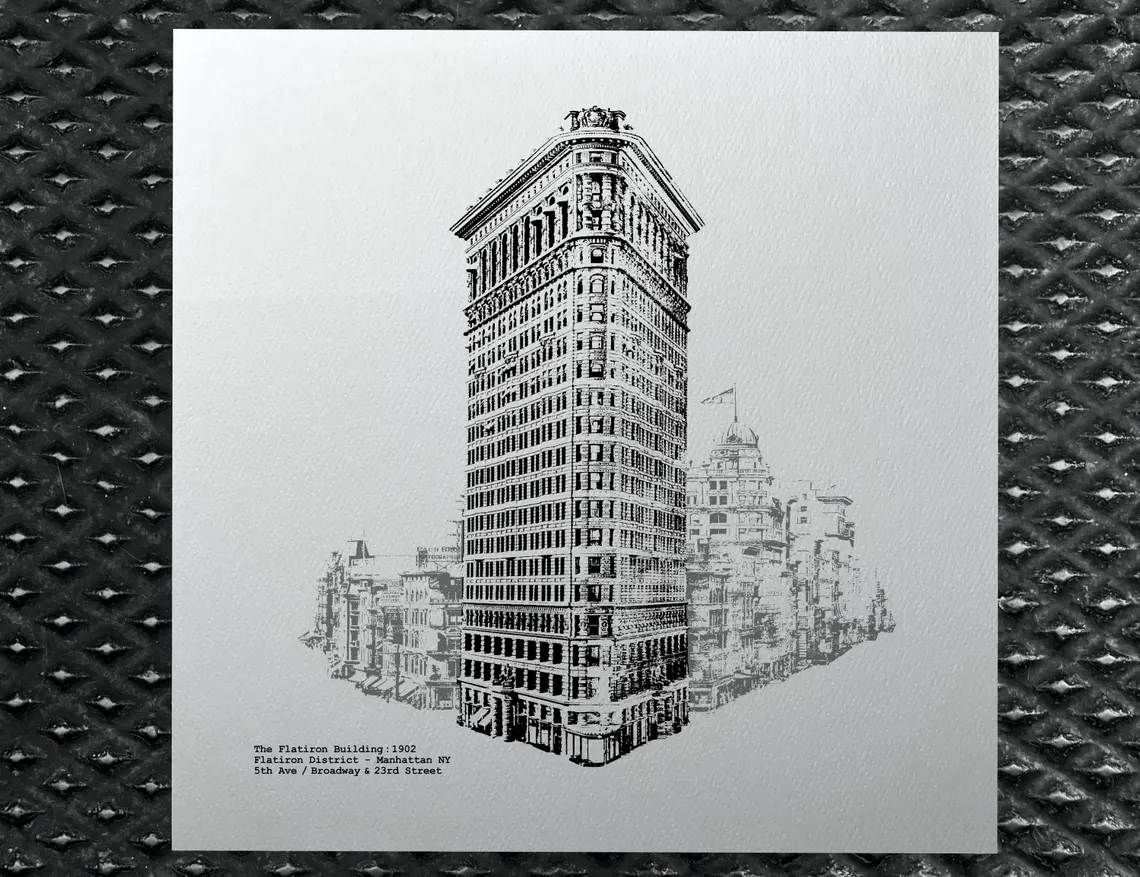 The Flatiron Building:1902
Flatiron District - Manhattan NY
5th Ave / Broadway & 23rd Street